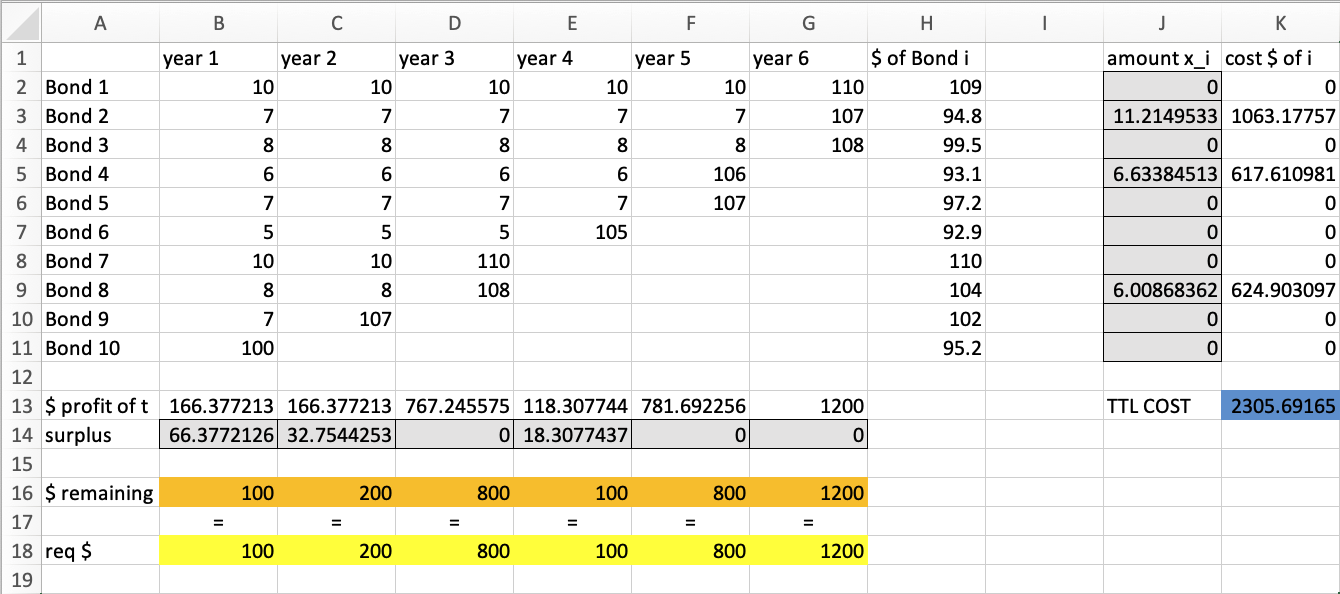 A B C D E F G H I J K
1 year 1 year 2 year 3 year 4 year 5 year 6 $ of Bond i amount x_i cost $ of i
2 Bond 1 10 10 10 10 10 110 109 0 0
3 Bond 2 7 7 7 7 7 107 94.8 11.2149533 1063.17757
4 Bond 3 8 8 8 8 8 108 99.5 0 0
5 Bond 4 6 6 6 6 106 93.1 6.63384513 617.610981
6 Bond 5 7 7 7 7 107 97.2 0 0
7 Bond 6 5 5 5 105 92.9 0 0
8 Bond 7 10 10 110 110 0 0
9 Bond 8 8 8 108 104 6.00868362 624.903097
10 Bond 9 7 107 102 0 0
11 Bond 10 100 95.2 0 0
12
13 $ profit of t 166.377213 166.377213 767.245575 118.307744 781.692256 1200 TTL COST 2305.69165
14 surplus 66.3772126 32.7544253 0 18.3077437 0 0
15
16 $ remaining 100 200 800 100 800 1200
17 = = = = = =
18 req $ 100 200 800 100 800 1200
19